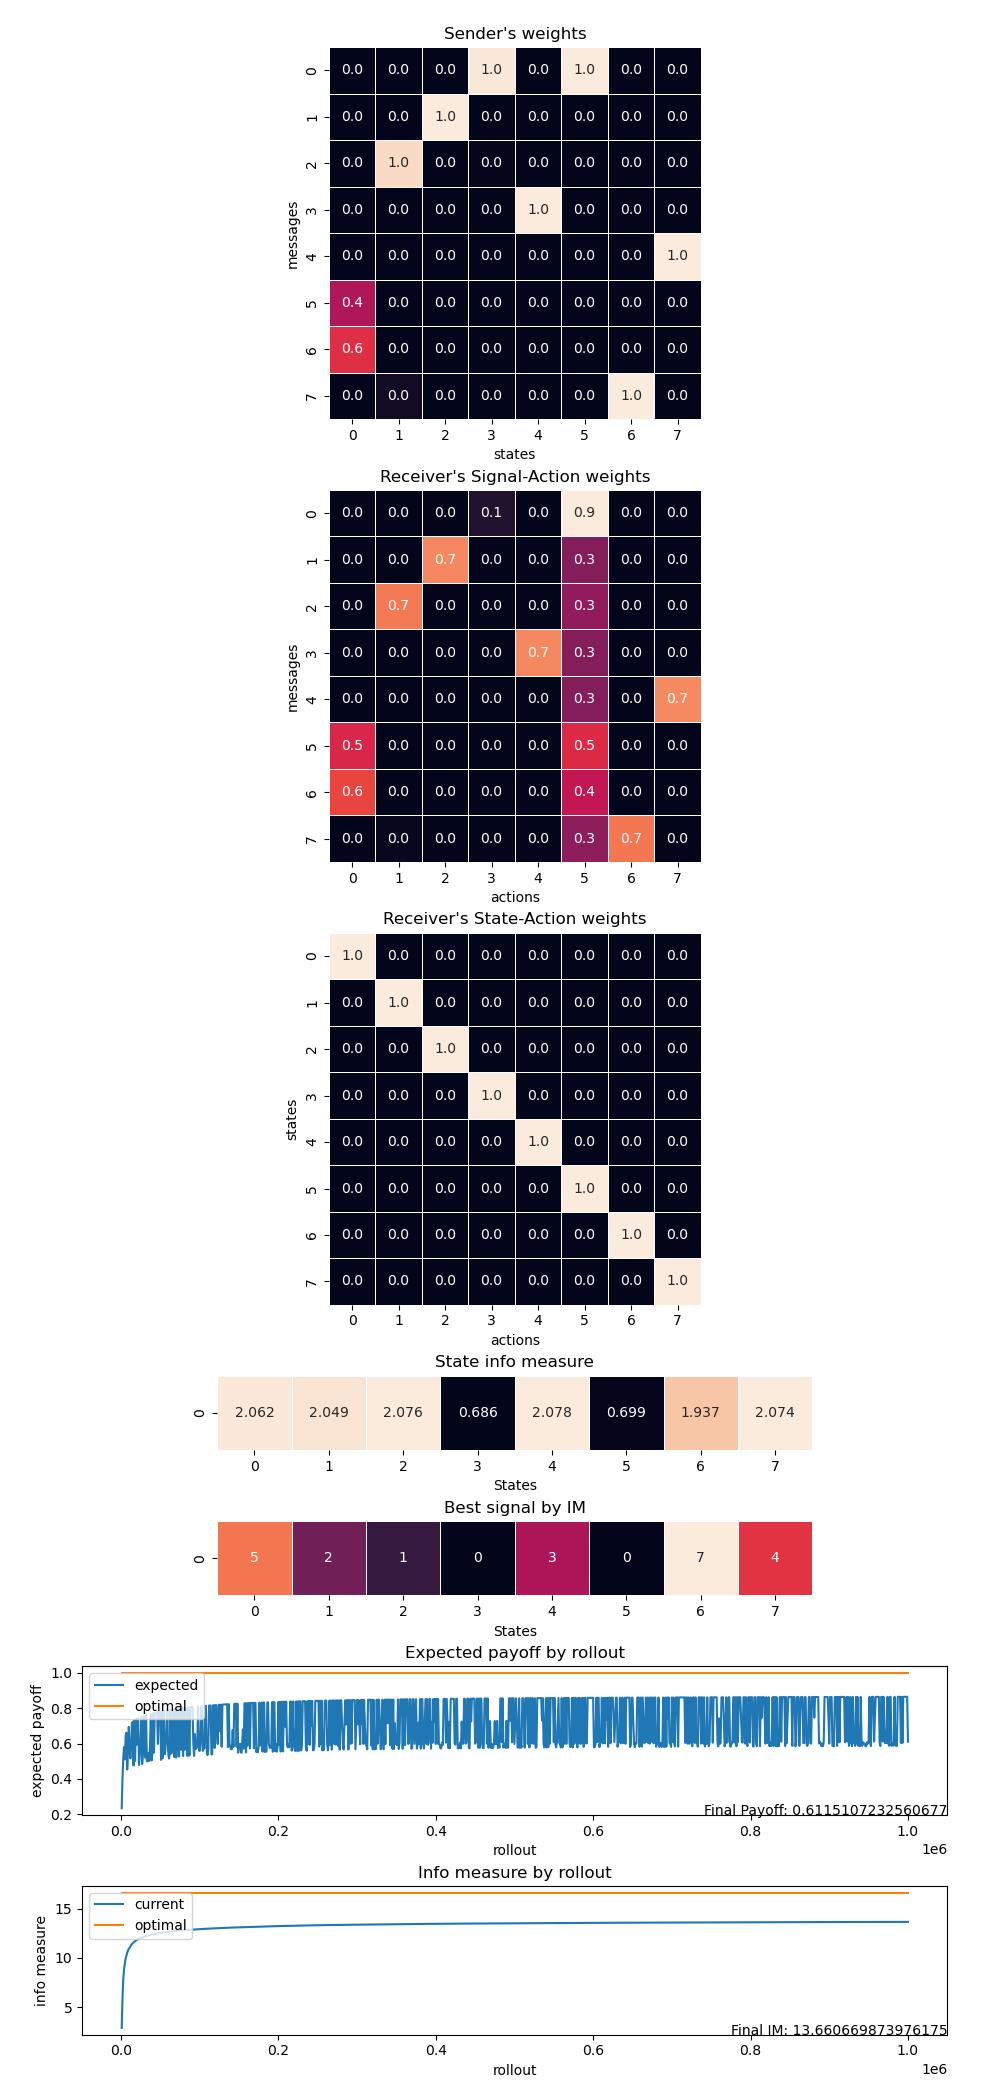 Sender's weights
0 0.0 0.0 0.0 1.0 0.0 1.0 0.0 0.0
1 0.0 0.0 1.0 0.0 0.0 0.0 0.0 0.0
2 0.0 1.0 0.0 0.0 0.0 0.0 0.0 0.0
3 0.0 0.0 0.0 0.0 1.0 0.0 0.0 0.0
messages
4 0.0 0.0 0.0 0.0 0.0 0.0 0.0 1.0
5 0.4 0.0 0.0 0.0 0.0 0.0 0.0 0.0
6 0.6 0.0 0.0 0.0 0.0 0.0 0.0 0.0
7 0.0 0.0 0.0 0.0 0.0 0.0 1.0 0.0
0 1 2 3 4 5 6 7
states
Receiver's Signal-Action weights
0 0.0 0.0 0.0 0.1 0.0 0.9 0.0 0.0
1 0.0 0.0 0.7 0.0 0.0 0.3 0.0 0.0
2 0.0 0.7 0.0 0.0 0.0 0.3 0.0 0.0
3 0.0 0.0 0.0 0.0 0.7 0.3 0.0 0.0
messages
4 0.0 0.0 0.0 0.0 0.0 0.3 0.0 0.7
5 0.5 0.0 0.0 0.0 0.0 0.5 0.0 0.0
6 0.6 0.0 0.0 0.0 0.0 0.4 0.0 0.0
7 0.0 0.0 0.0 0.0 0.0 0.3 0.7 0.0
0 1 2 3 4 5 6 7
actions
Receiver's State-Action weights
0 1.0 0.0 0.0 0.0 0.0 0.0 0.0 0.0
1 0.0 1.0 0.0 0.0 0.0 0.0 0.0 0.0
2 0.0 0.0 1.0 0.0 0.0 0.0 0.0 0.0
3 0.0 0.0 0.0 1.0 0.0 0.0 0.0 0.0
states
4 0.0 0.0 0.0 0.0 1.0 0.0 0.0 0.0
5 0.0 0.0 0.0 0.0 0.0 1.0 0.0 0.0
6 0.0 0.0 0.0 0.0 0.0 0.0 1.0 0.0
7 0.0 0.0 0.0 0.0 0.0 0.0 0.0 1.0
0 1 2 3 4 5 6 7
actions
State info measure
0 2.062 2.049 2.076 0.686 2.078 0.699 1.937 2.074
0 1 2 3 4 5 6 7
States
Best signal by IM
0 5 2 1 0 3 0 7 4
0 1 2 3 4 5 6 7
States
Expected payoff by rollout
expected payoff
1.0
0.8
0.6
0.4
0.2
expected
optimal
Final Payoff: 0.6115107232560677
0.0 0.2 0.4 0.6 0.8 1.0
1e6
rollout
Info measure by rollout
info measure
15
10
5
current
optimal
Final IM: 13.660669873976175
0.0 0.2 0.4 0.6 0.8 1.0
1e6
rollout